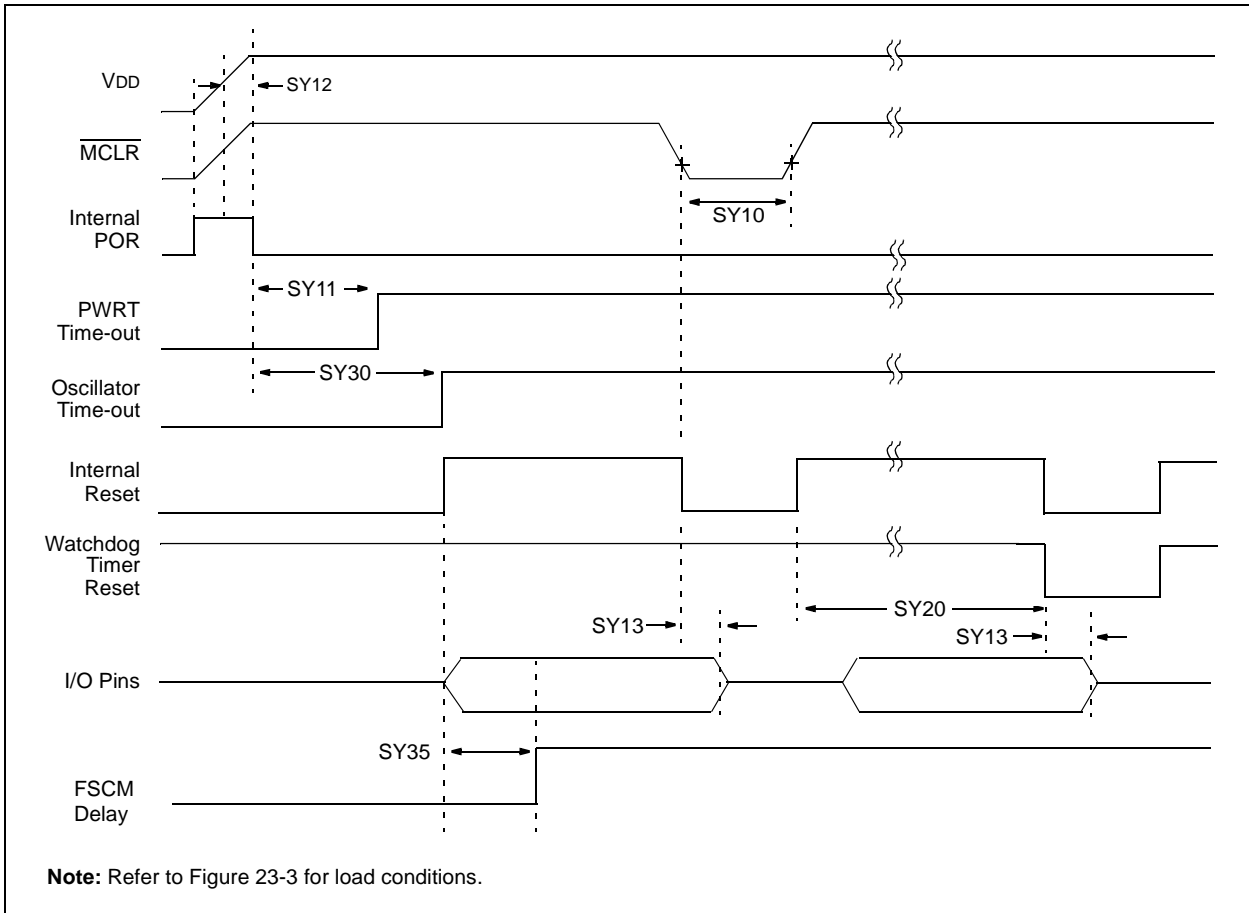 VDD
SY12
MCLR
SY10
Internal
POR
SY11
PWRT
Time-out
SY30
Oscillator
Time-out
Internal
Reset
Watchdog
Timer
Reset
SY20
SY13
SY13
I/O Pins
SY35
FSCM
Delay
Note: Refer to Figure 23-3 for load conditions.